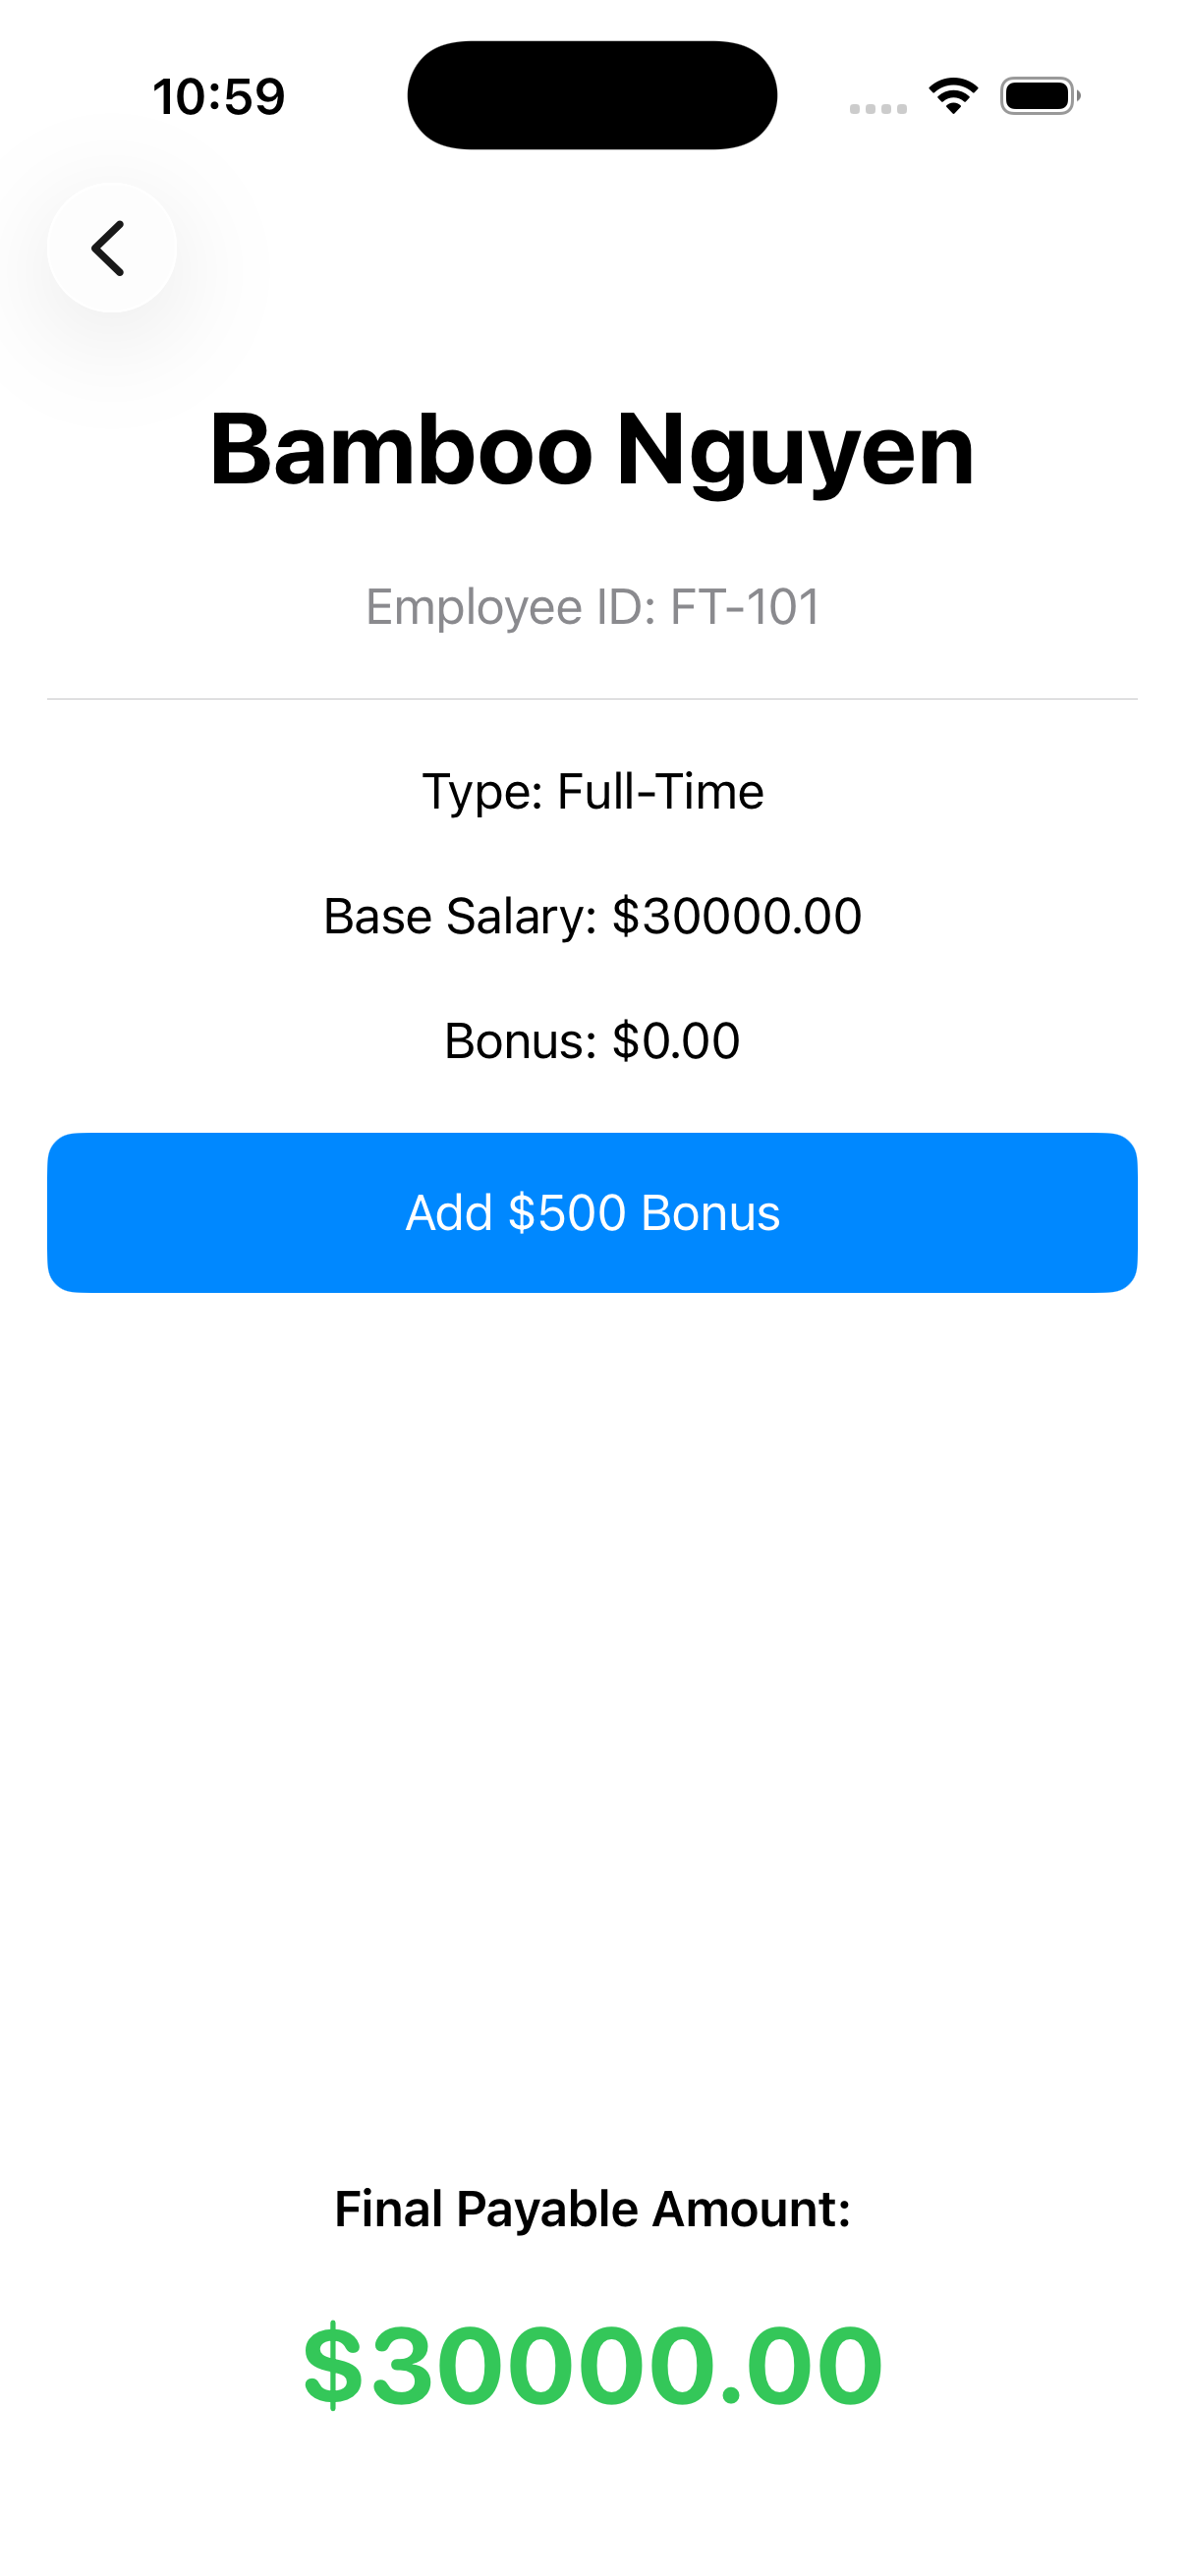 10:59
Bamboo Nguyen
Employee ID: FT-101
Type: Full-Time
Base Salary: $30000.00
Bonus: $0.00
Add $500 Bonus
Final Payable Amount:
$30000.00